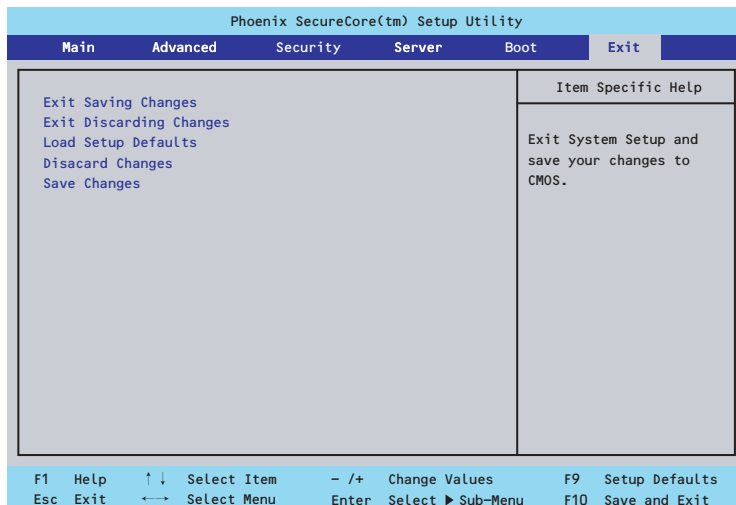 Phoenix SecureCore(tm) Setup Utility
Main Advanced Security Server Boot Exit
Item Specific Help
Exit Saving Changes
Exit Discarding Changes
Load Setup Defaults
Disacard Changes
Save Changes
Exit System Setup and
save your changes to
CMOS.
F1 Help ↑↓ Select Item – /+ Change Values F9 Setup Defaults
Esc Exit ←→ Select Menu Enter Select ▶ Sub–Menu F10 Save and Exit